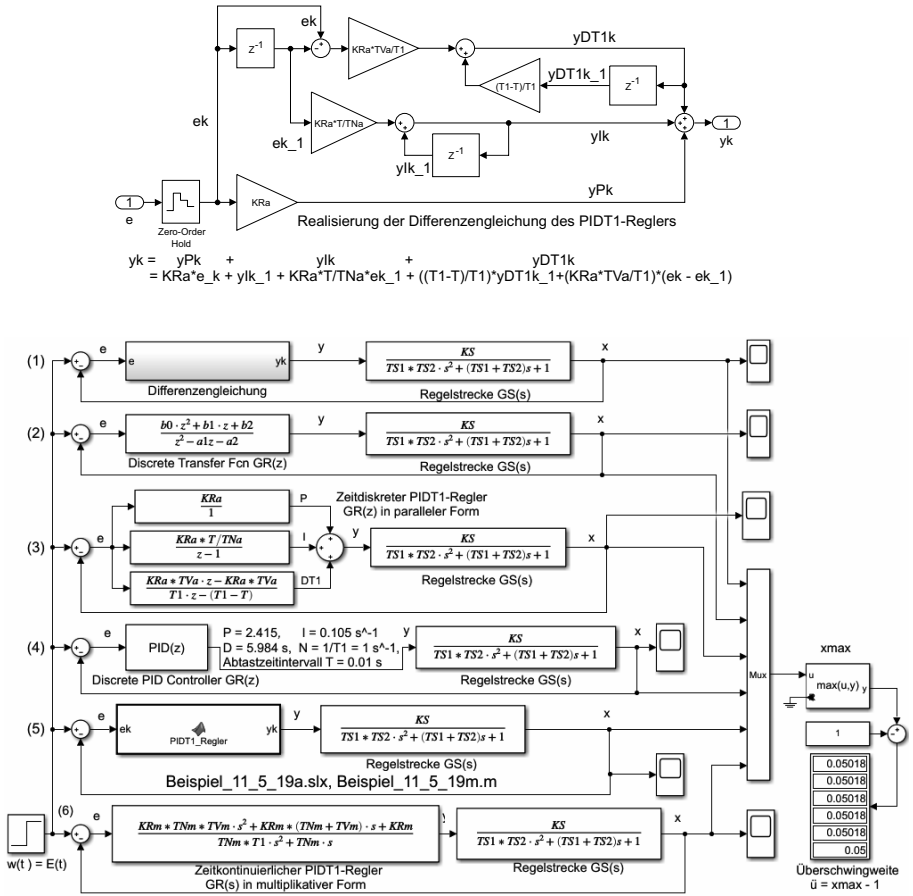 ek
yDT1k
z-1
KRa*TVa/T1
yDT1k_1
(T1-T)/T1
z-1
ek
KRa*T/TNa
ek_1
yIk
1
yk
yIk_1
z-1
yPk
1
e
Zero-Order
Hold
KRa
Realisierung der Differenzengleichung des PIDT1-Reglers
yk = yPk + yIk + yDT1k
= KRa*e_k + yIk_1 + KRa*T/TNa*ek_1 + ((T1-T)/T1)*yDT1k_1+(KRa*TVa/T1)*(ek - ek_1)
(1) e e yk y KS x
TS1 * TS2 · s² + (TS1 + TS2)s + 1
Differenzengleichung Regelstrecke GS(s)
(2) e b0 · z² + b1 · z + b2 y KS x
z² − a1z − a2 TS1 * TS2 · s² + (TS1 + TS2)s + 1
Discrete Transfer Fcn GR(z) Regelstrecke GS(s)
KRa P Zeitdiskreter PIDT1-Regler
1 GR(z) in paralleler Form
(3) e KRa * T/TNa I y KS x
z − 1 TS1 * TS2 · s² + (TS1 + TS2)s + 1
KRa * TVa · z − KRa * TVa DT1 Regelstrecke GS(s)
T1 · z − (T1 − T)
(4) e PID(z) P = 2.415, I = 0.105 s^-1 y KS x
D = 5.984 s, N = 1/T1 = 1 s^-1, TS1 * TS2 · s² + (TS1 + TS2)s + 1
Abtastzeitintervall T = 0.01 s
Discrete PID Controller GR(z) Regelstrecke GS(s)
Mux
xmax
u max(u,y) y
1
(5) e ek PIDT1_Regler yk y KS x
TS1 * TS2 · s² + (TS1 + TS2)s + 1
Regelstrecke GS(s)
Beispiel_11_5_19a.slx, Beispiel_11_5_19m.m
0.05018
0.05018
0.05018
0.05018
0.05018
0.05
Überschwingweite
ü = xmax - 1
(6) e KRm * TNm * TVm · s² + KRm * (TNm + TVm) · s + KRm KS x
TNm * T1 · s² + TNm · s TS1 * TS2 · s² + (TS1 + TS2)s + 1
w(t) = E(t)
Zeitkontinuierlicher PIDT1-Regler Regelstrecke GS(s)
GR(s) in multiplikativer Form